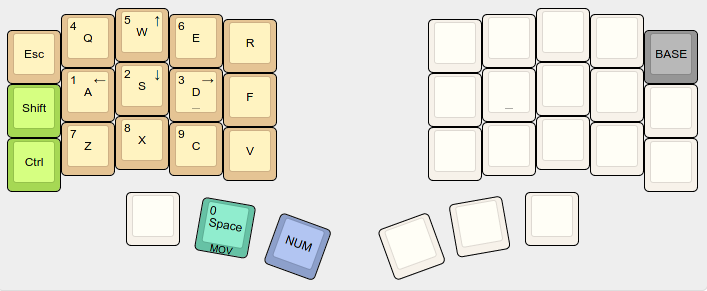 5 ↑
W
4
Q
6
E
R
Esc
BASE
1 ←
A
2 ↓
S
3 →
D
_
F
_
Shift
8
X
7
Z
9
C
V
Ctrl
0
Space
MOV
NUM